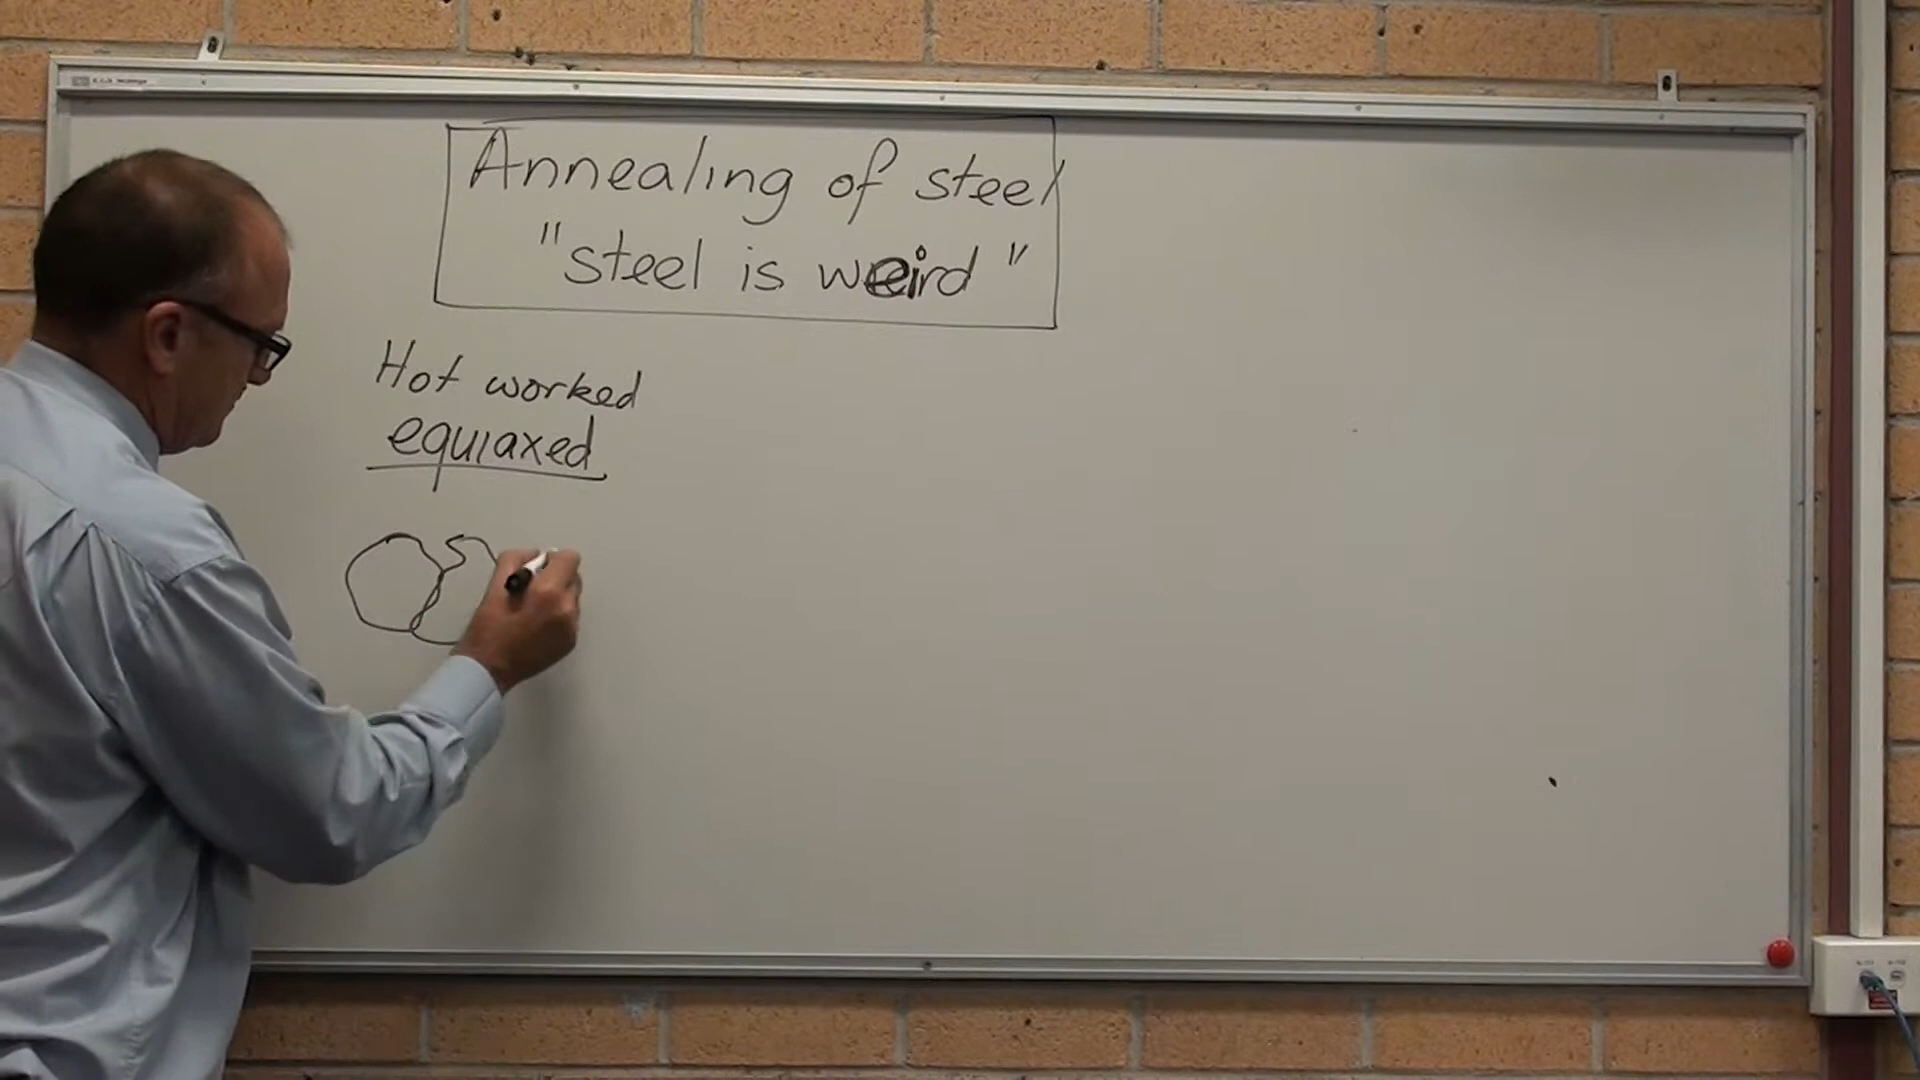 Annealing of steel
"steel is weird"
Hot worked
equiaxed